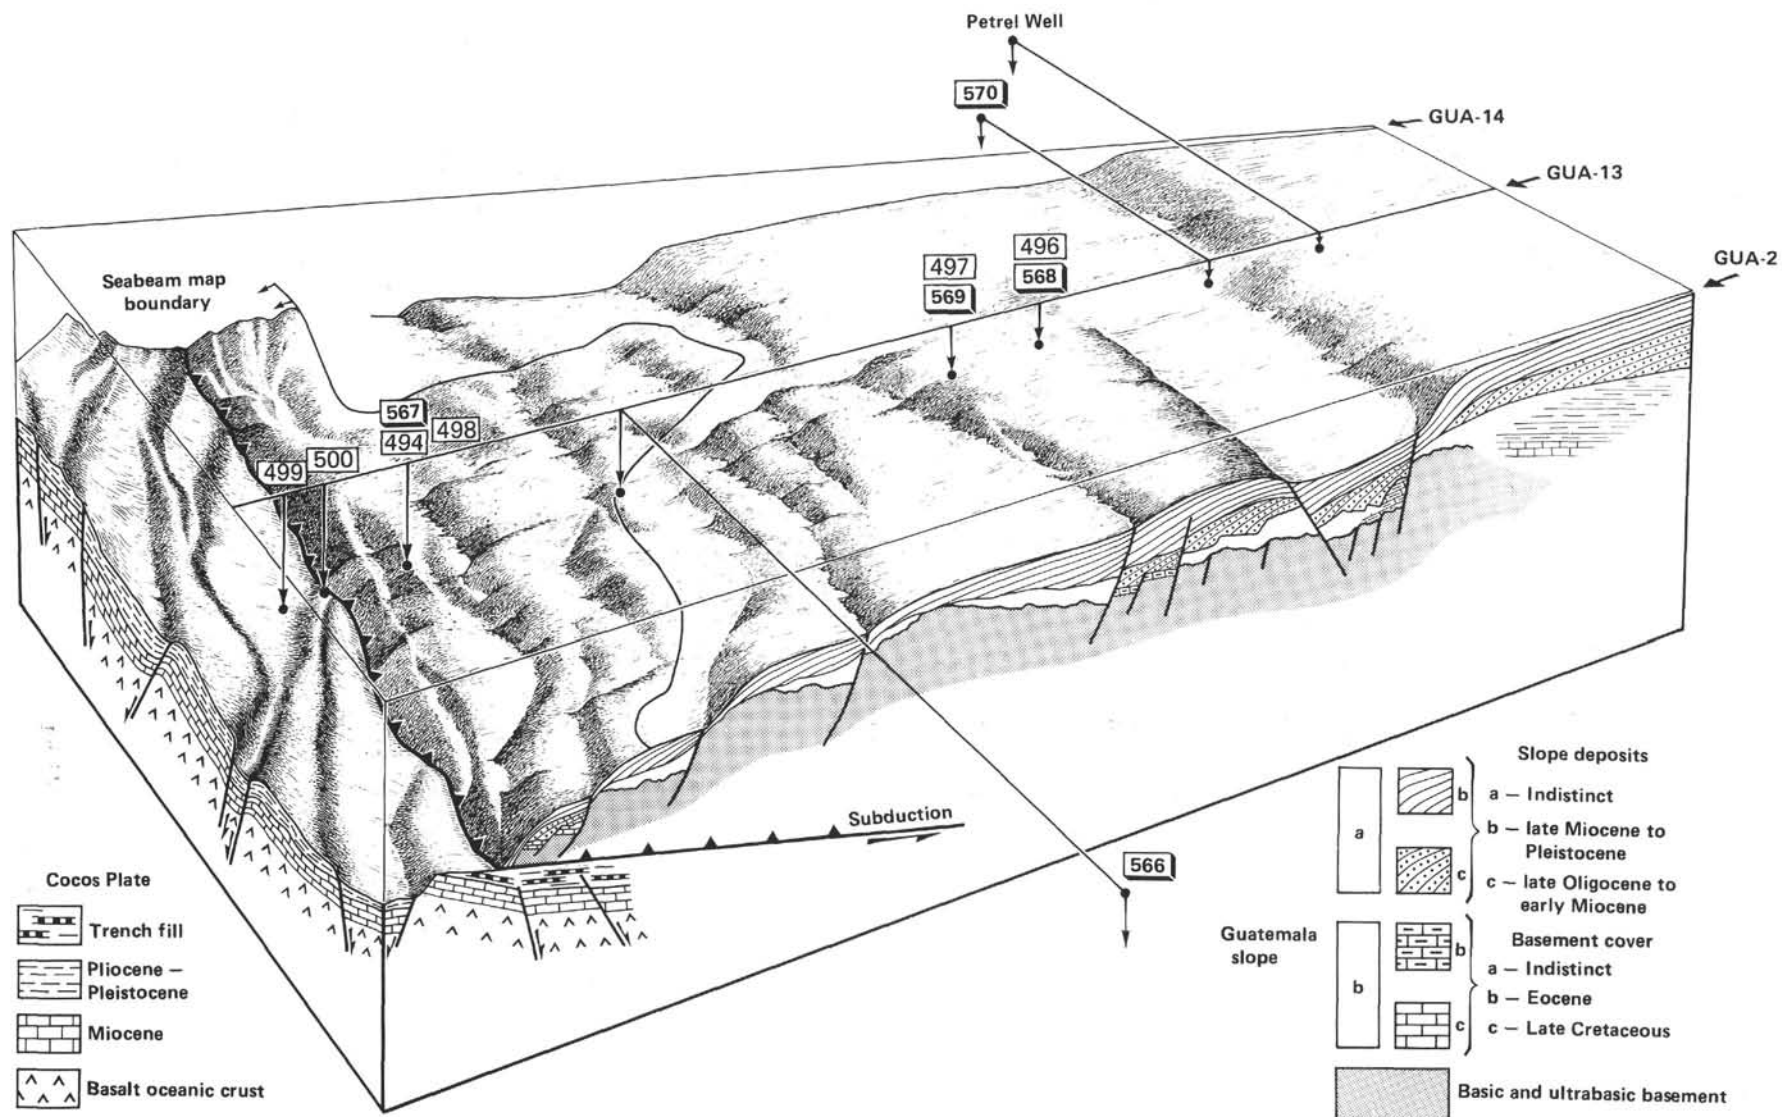 Petrel Well
570
GUA-14
GUA-13
GUA-2
496
568
497
569
Seabeam map
boundary
567
494
498
500
499
Subduction
566
Cocos Plate
Trench fill
Pliocene –
Pleistocene
Miocene
Basalt oceanic crust
Guatemala
slope
Slope deposits
a
b
c
a – Indistinct
b – late Miocene to
Pleistocene
c – late Oligocene to
early Miocene
Basement cover
b
b
c
a – Indistinct
b – Eocene
c – Late Cretaceous
Basic and ultrabasic basement